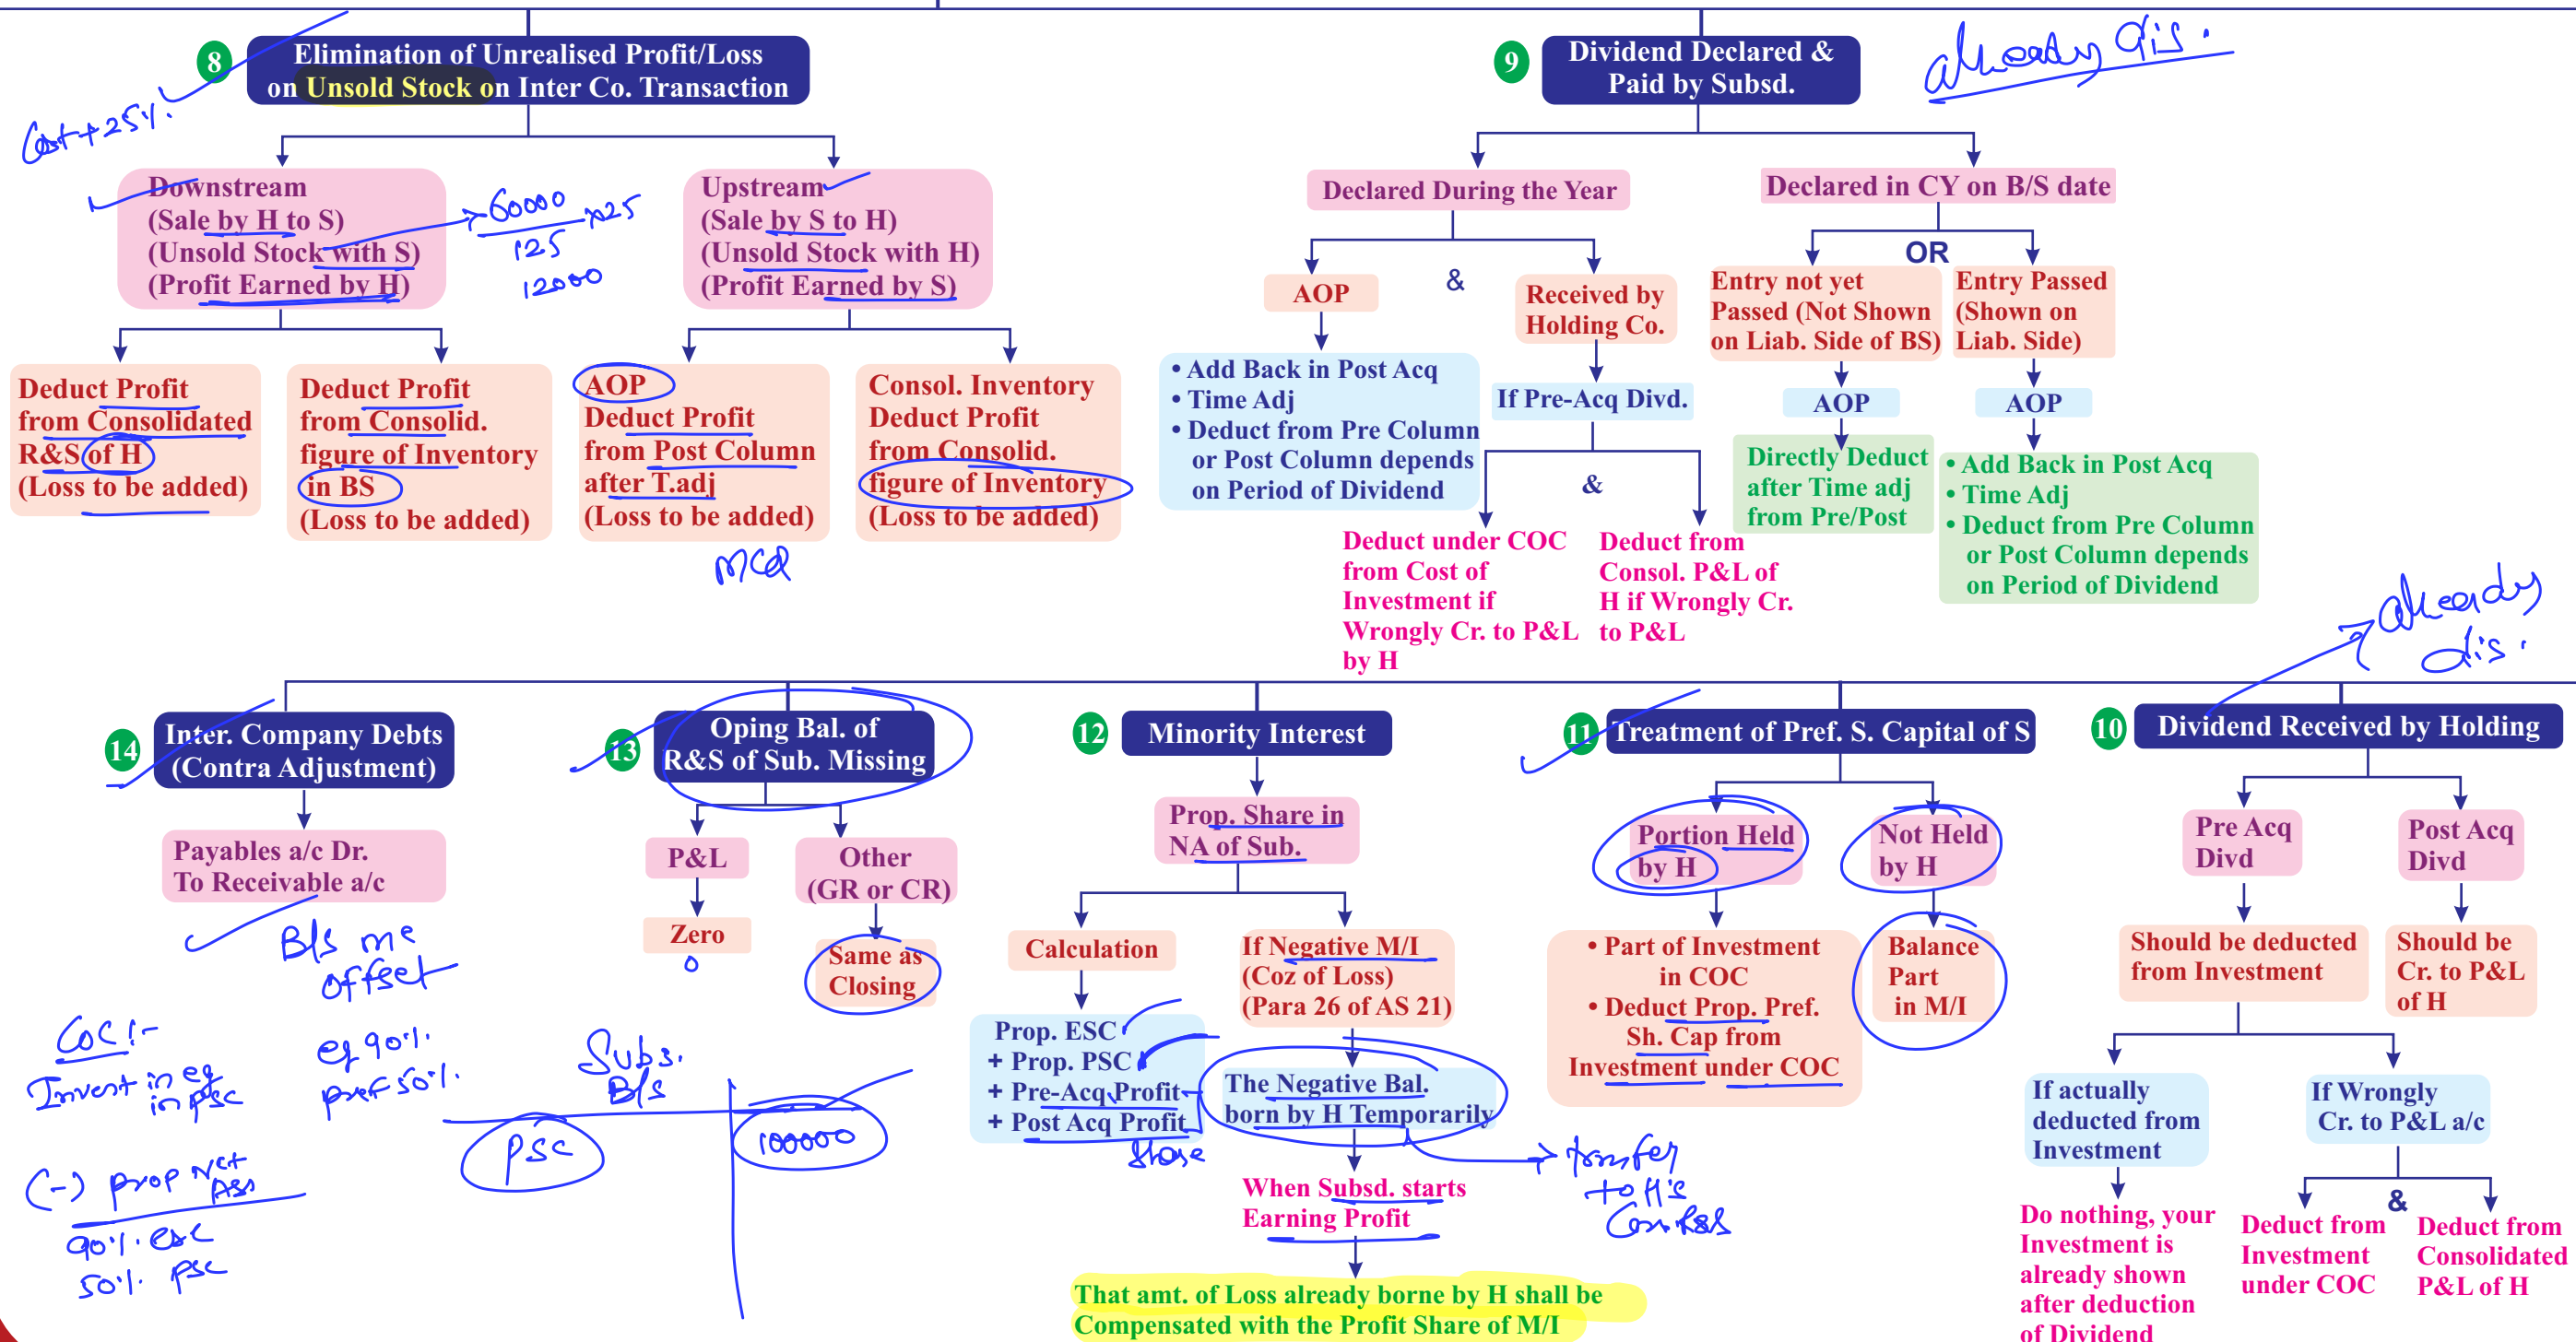 8
Elimination of Unrealised Profit/Loss
on Unsold Stock on Inter Co. Transaction
Cost+25%.
Downstream
(Sale by H to S)
(Unsold Stock with S)
(Profit Earned by H)
60000
125
x25
12000
Upstream
(Sale by S to H)
(Unsold Stock with H)
(Profit Earned by S)
Deduct Profit
from Consolidated
R&S of H
(Loss to be added)
Deduct Profit
from Consolid.
figure of Inventory
in BS
(Loss to be added)
AOP
Deduct Profit
from Post Column
after T.adj
(Loss to be added)
Consol. Inventory
Deduct Profit
from Consolid.
figure of Inventory
(Loss to be added)
9
Dividend Declared &
Paid by Subsd.
already dis.
Declared During the Year
AOP
&
Received by
Holding Co.
• Add Back in Post Acq
• Time Adj
• Deduct from Pre Column
or Post Column depends
on Period of Dividend
If Pre-Acq Divd.
&
Deduct under COC
from Cost of
Investment if
Wrongly Cr. to P&L
by H
Deduct from
Consol. P&L of
H if Wrongly Cr.
to P&L
Declared in CY on B/S date
OR
Entry not yet
Passed (Not Shown
on Liab. Side of BS)
Entry Passed
(Shown on
Liab. Side)
AOP
AOP
Directly Deduct
after Time adj
from Pre/Post
• Add Back in Post Acq
• Time Adj
• Deduct from Pre Column
or Post Column depends
on Period of Dividend
already
dis.
14
Inter. Company Debts
(Contra Adjustment)
Payables a/c Dr.
To Receivable a/c
B/S me
offset
COC:-
Invest in eq
in psc
eq 90%.
pref 50%.
(-) prop Net
Ass
90%. esc
50%. psc
Subs.
B/s
PSC
100000
13
Oping Bal. of
R&S of Sub. Missing
P&L
Zero
0
Other
(GR or CR)
Same as
Closing
12
Minority Interest
Prop. Share in
NA of Sub.
Calculation
Prop. ESC
+ Prop. PSC
+ Pre-Acq Profit
+ Post Acq Profit
Share
If Negative M/I
(Coz of Loss)
(Para 26 of AS 21)
The Negative Bal.
born by H Temporarily
transfer
to H's
Con R&S
When Subsd. starts
Earning Profit
That amt. of Loss already borne by H shall be
Compensated with the Profit Share of M/I
11
Treatment of Pref. S. Capital of S
Portion Held
by H
• Part of Investment
in COC
• Deduct Prop. Pref.
Sh. Cap from
Investment under COC
Not Held
by H
Balance
Part
in M/I
10
Dividend Received by Holding
Pre Acq
Divd
Should be deducted
from Investment
If actually
deducted from
Investment
Do nothing, your
Investment is
already shown
after deduction
of Dividend
If Wrongly
Cr. to P&L a/c
&
Deduct from
Investment
under COC
Deduct from
Consolidated
P&L of H
Post Acq
Divd
Should be
Cr. to P&L
of H